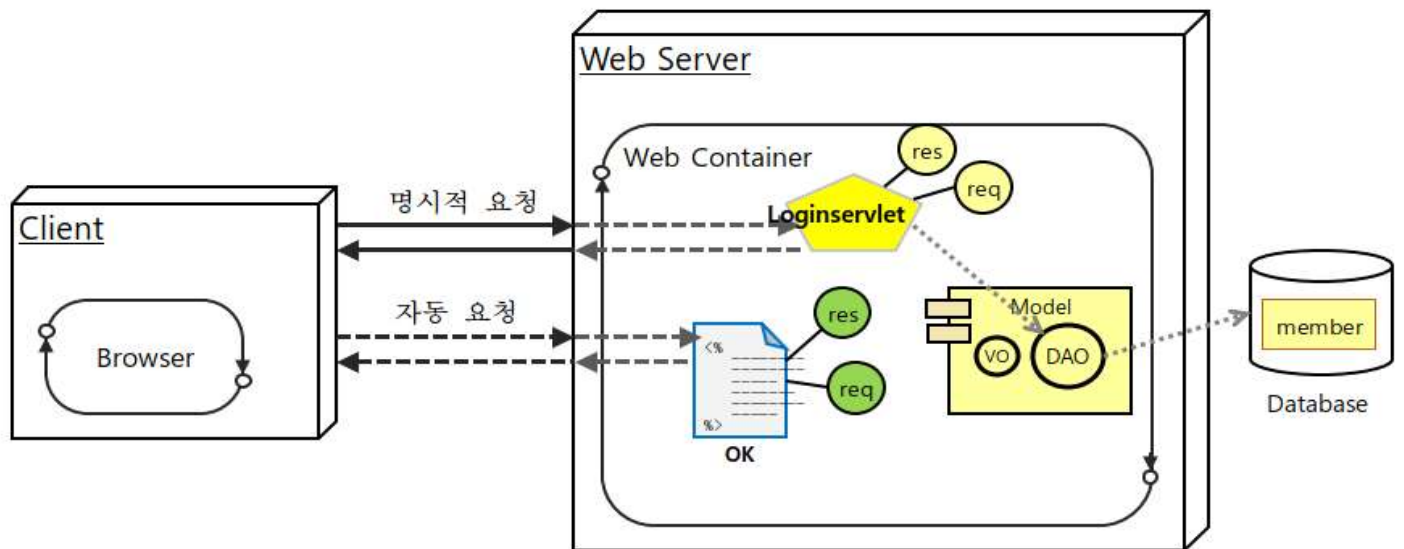 Web Server
Web Container
res
req
Loginservlet
명시적 요청
Client
Browser
자동 요청
<%
%>
OK
res
req
Model
VO
DAO
member
Database